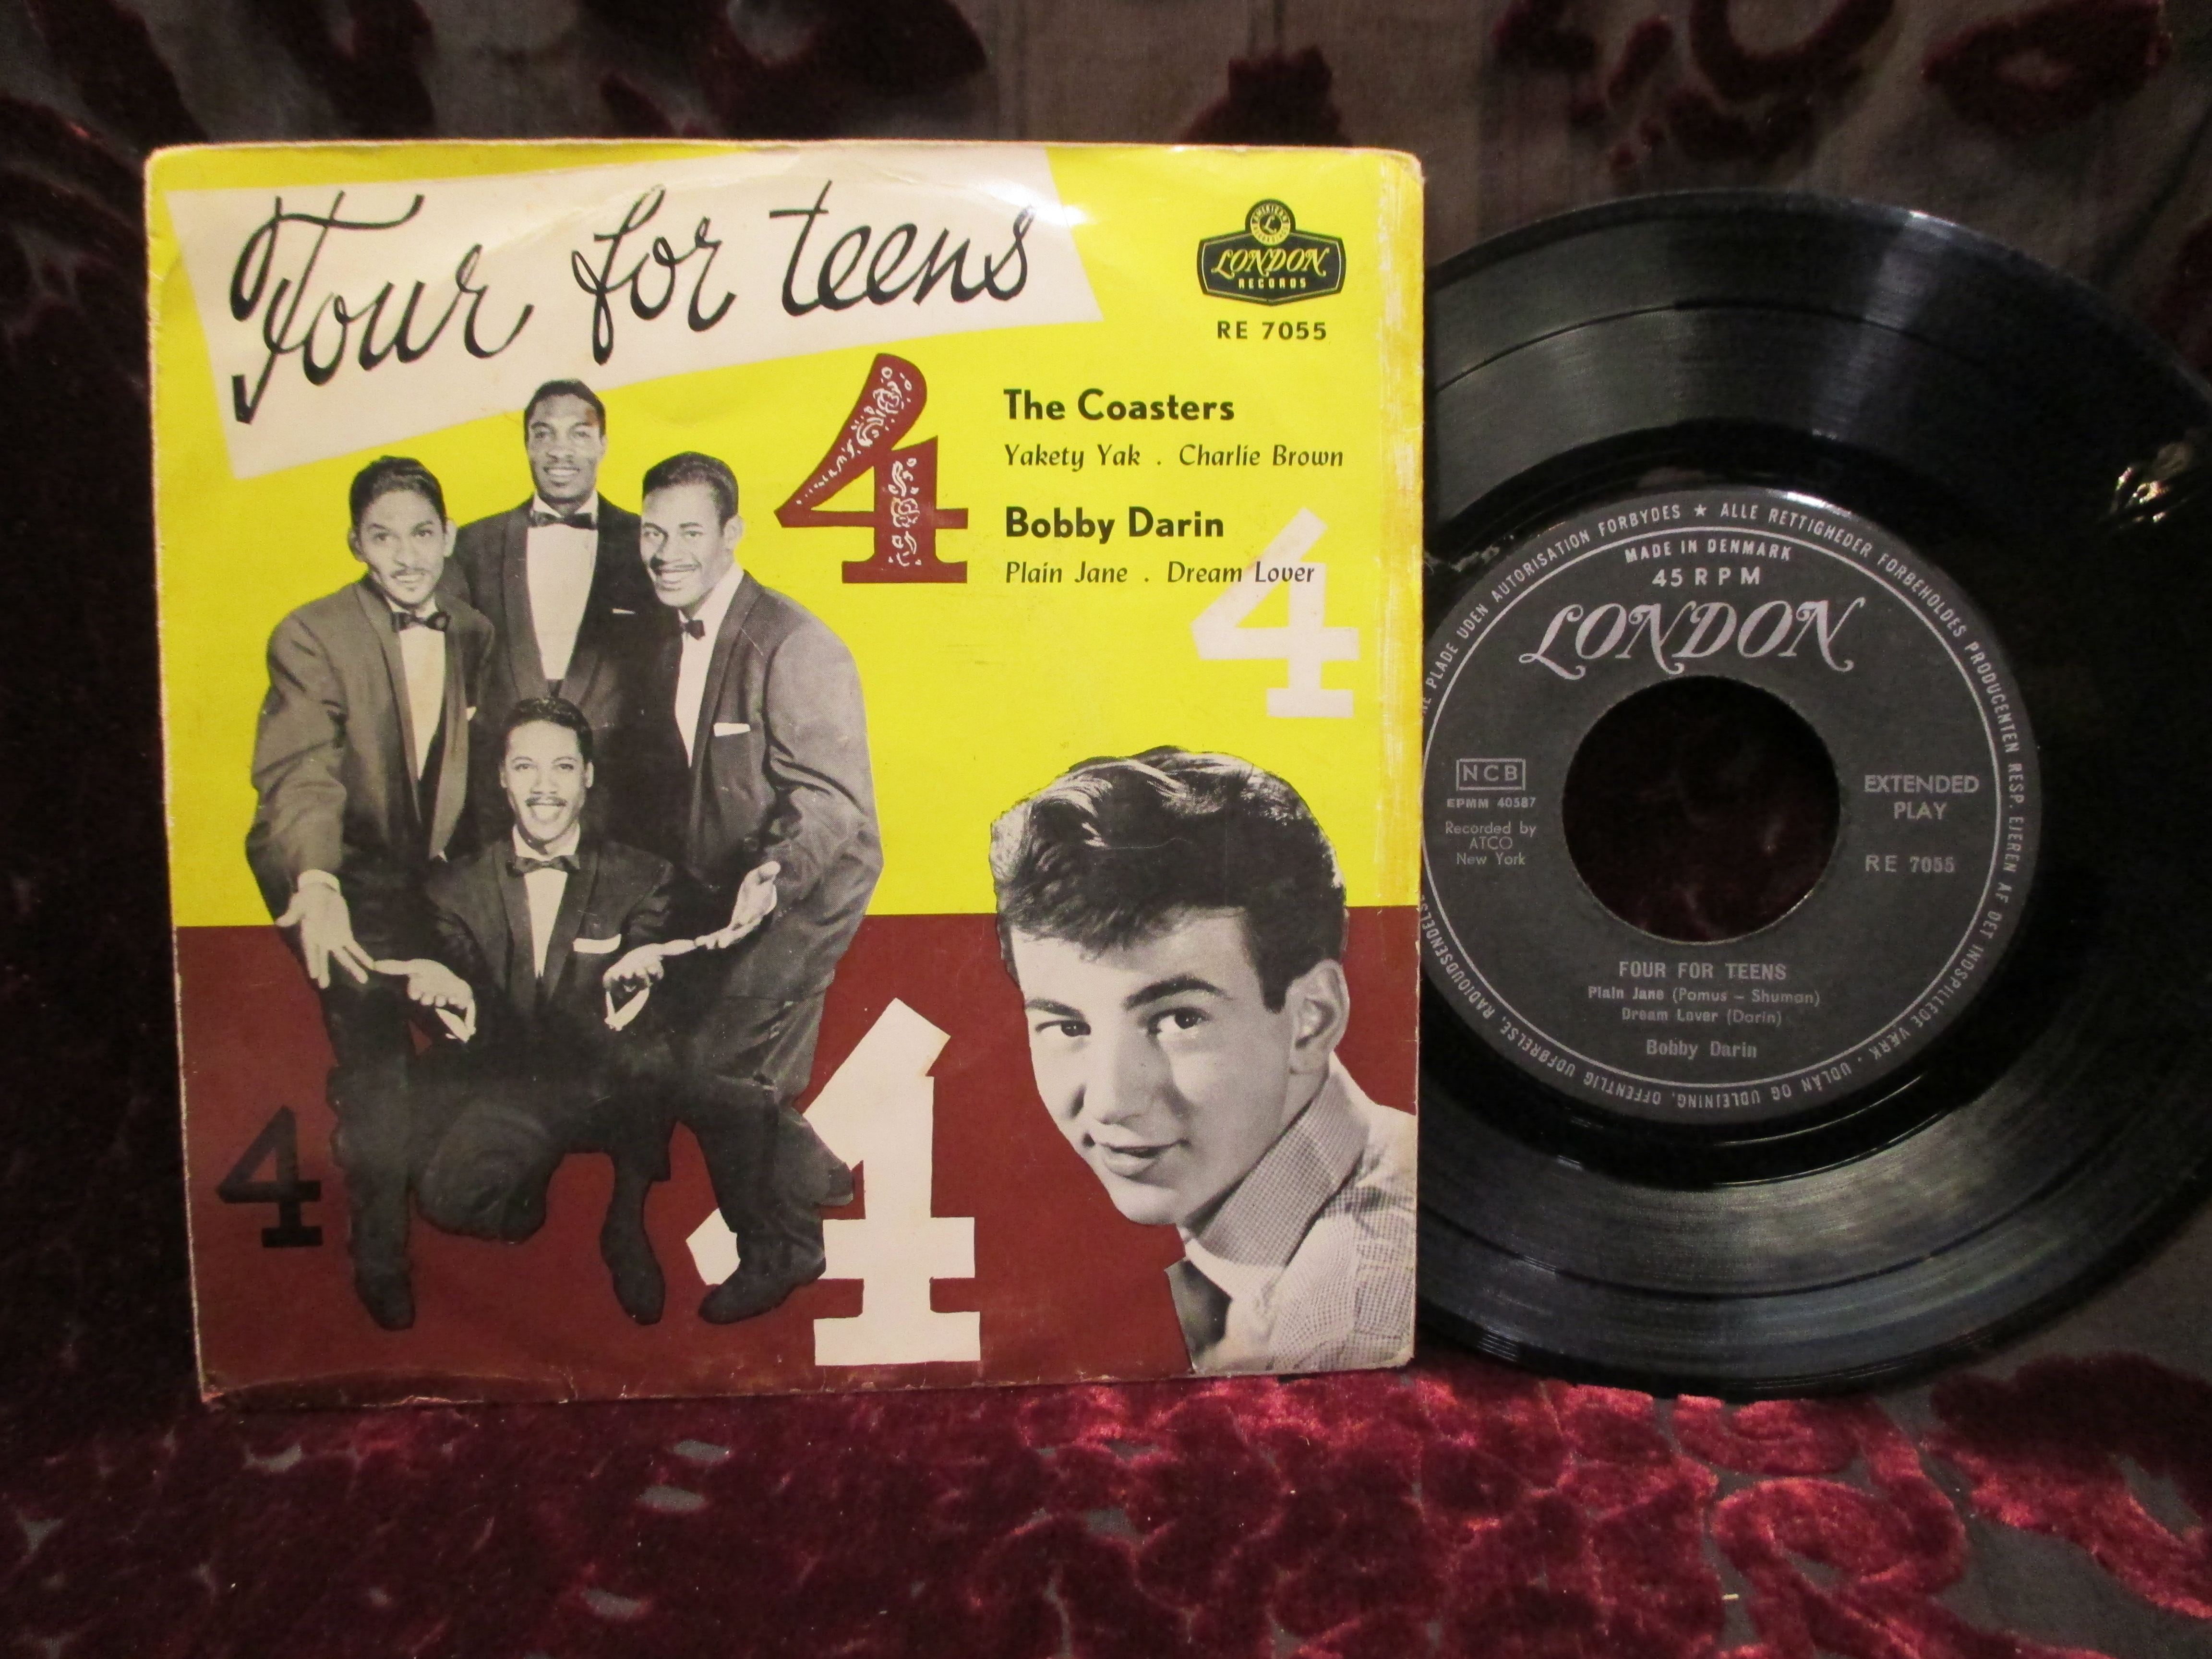 Four for teens
LONDON
RECORDS
RE 7055
4
The Coasters
Yakety Yak . Charlie Brown
Bobby Darin
Plain Jane . Dream Lover
4
4
4
PLADE UDEN AUTORISATION FORBYDES ★ ALLE RETTIGHEDER FORBEHOLDES PRODUCENTEN RESP. EJEREN AF DET INDSPILLEDE VÆRK . UDLÅN OG UDLEJNING, OFFENTLIG UDFØRELSE, RADIOUDSENDELSE
MADE IN DENMARK
45 RPM
LONDON
NCB
EPMM 40587
Recorded by
ATCO
New York
EXTENDED
PLAY
RE 7055
FOUR FOR TEENS
Plain Jane (Pomus - Shuman)
Dream Lover (Darin)
Bobby Darin